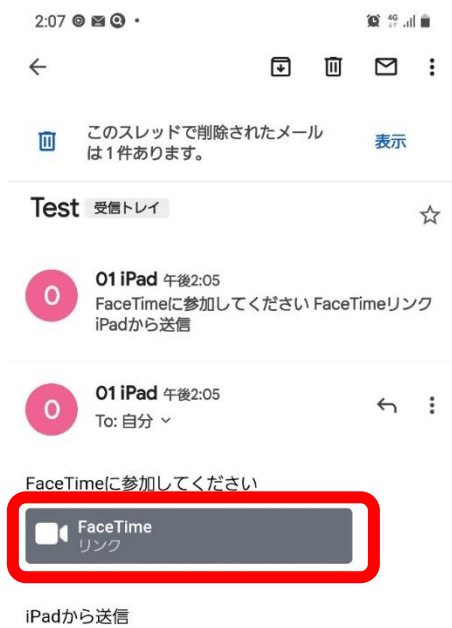 2:07
4G
このスレッドで削除されたメール
は1件あります。
表示
Test 受信トレイ
O
01 iPad 午後2:05
FaceTimeに参加してください FaceTimeリンク
iPadから送信
O
01 iPad 午後2:05
To: 自分
FaceTimeに参加してください
FaceTime
リンク
iPadから送信